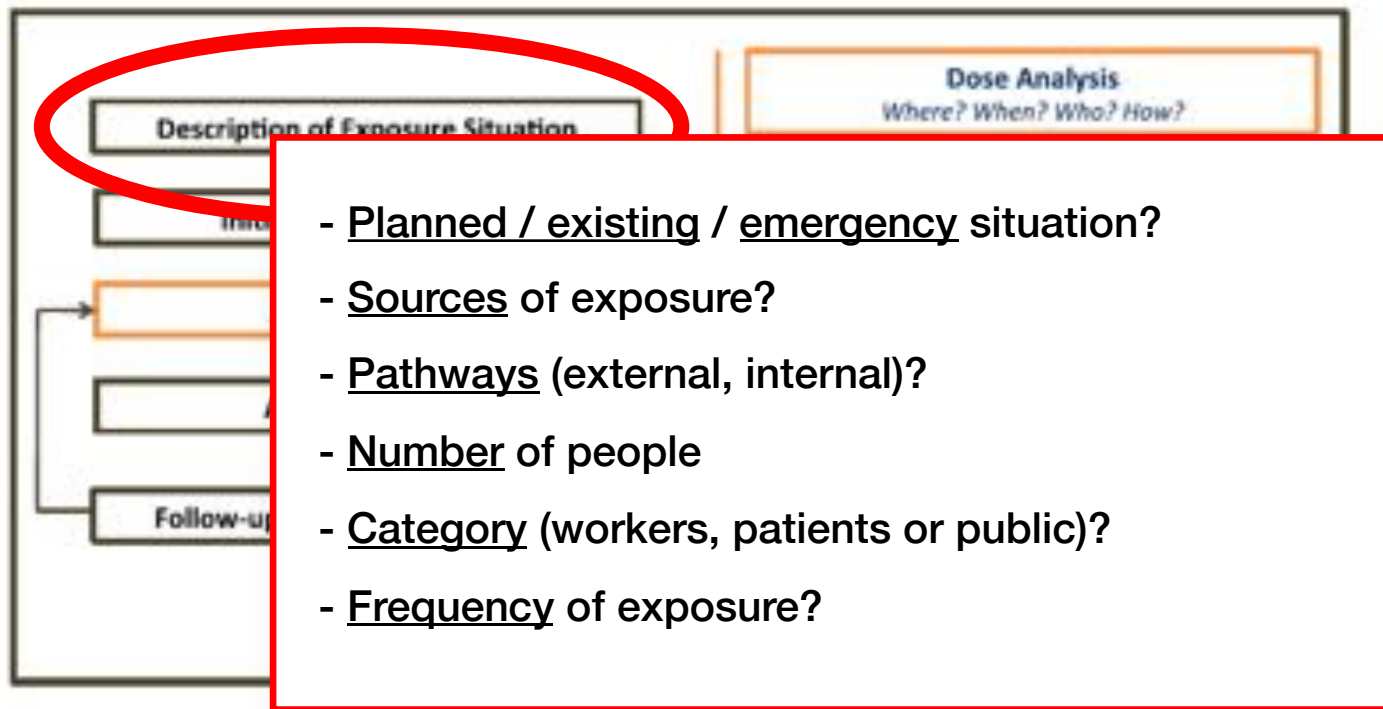 Description of Exposure Situation
Dose Analysis
Where? When? Who? How?
- Planned / existing / emergency situation?
- Sources of exposure?
- Pathways (external, internal)?
- Number of people
- Category (workers, patients or public)?
- Frequency of exposure?
Follow-up